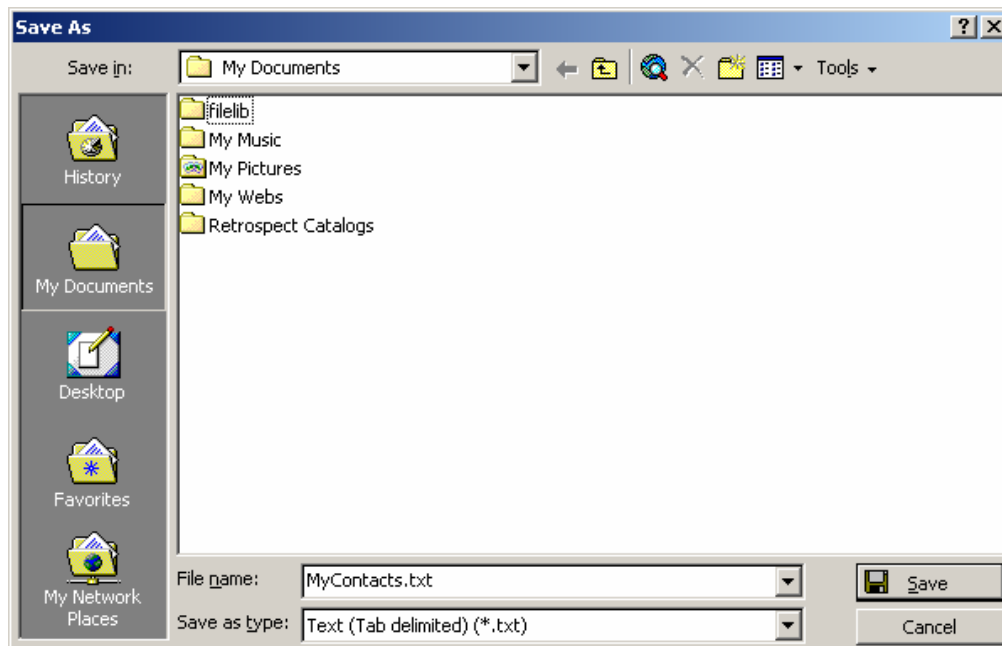 Save As
Save in:
My Documents
Tools
filelib
My Music
My Pictures
My Webs
Retrospect Catalogs
History
My Documents
Desktop
Favorites
My Network
Places
File name:
MyContacts.txt
Save
Save as type:
Text (Tab delimited) (*.txt)
Cancel